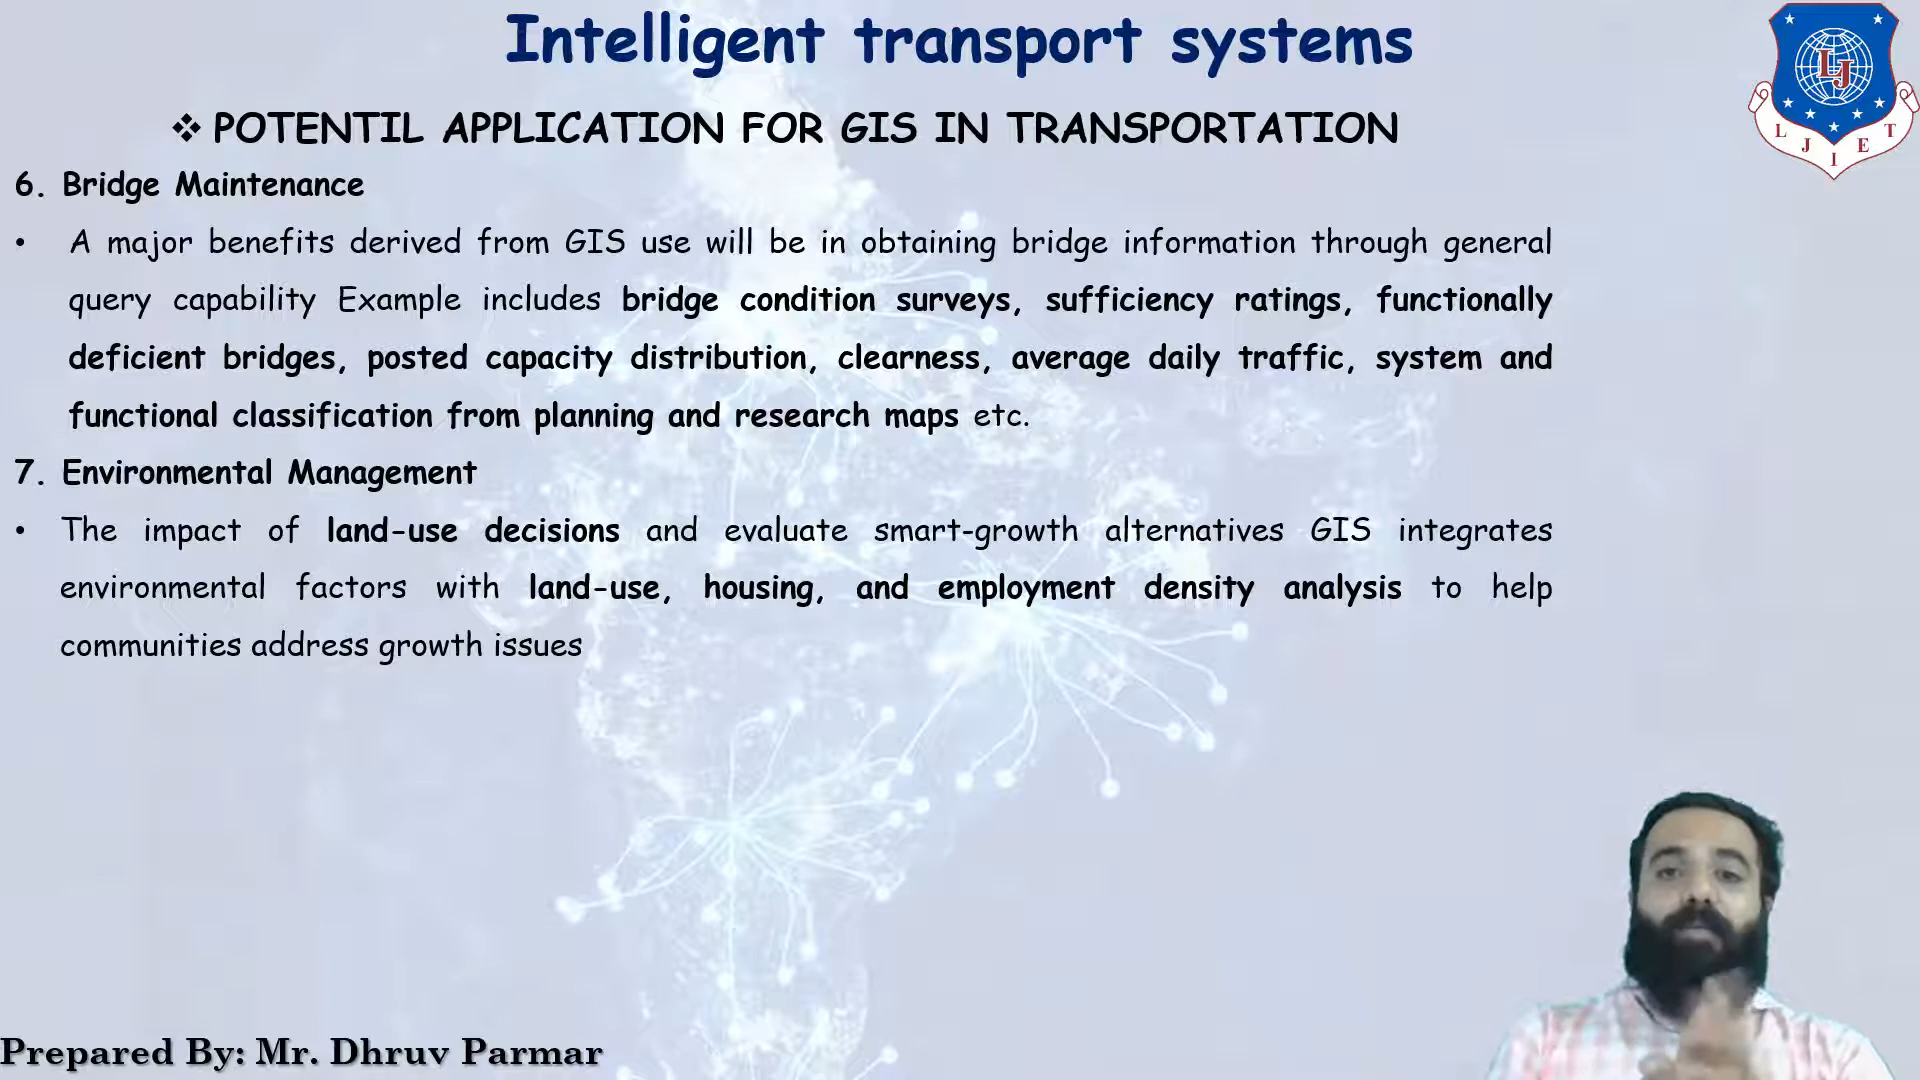 Intelligent transport systems
❖ POTENTIL APPLICATION FOR GIS IN TRANSPORTATION
6. Bridge Maintenance
• A major benefits derived from GIS use will be in obtaining bridge information through general
query capability Example includes bridge condition surveys, sufficiency ratings, functionally
deficient bridges, posted capacity distribution, clearness, average daily traffic, system and
functional classification from planning and research maps etc.
7. Environmental Management
• The impact of land-use decisions and evaluate smart-growth alternatives GIS integrates
environmental factors with land-use, housing, and employment density analysis to help
communities address growth issues
Prepared By: Mr. Dhruv Parmar
LJ
L J I E T